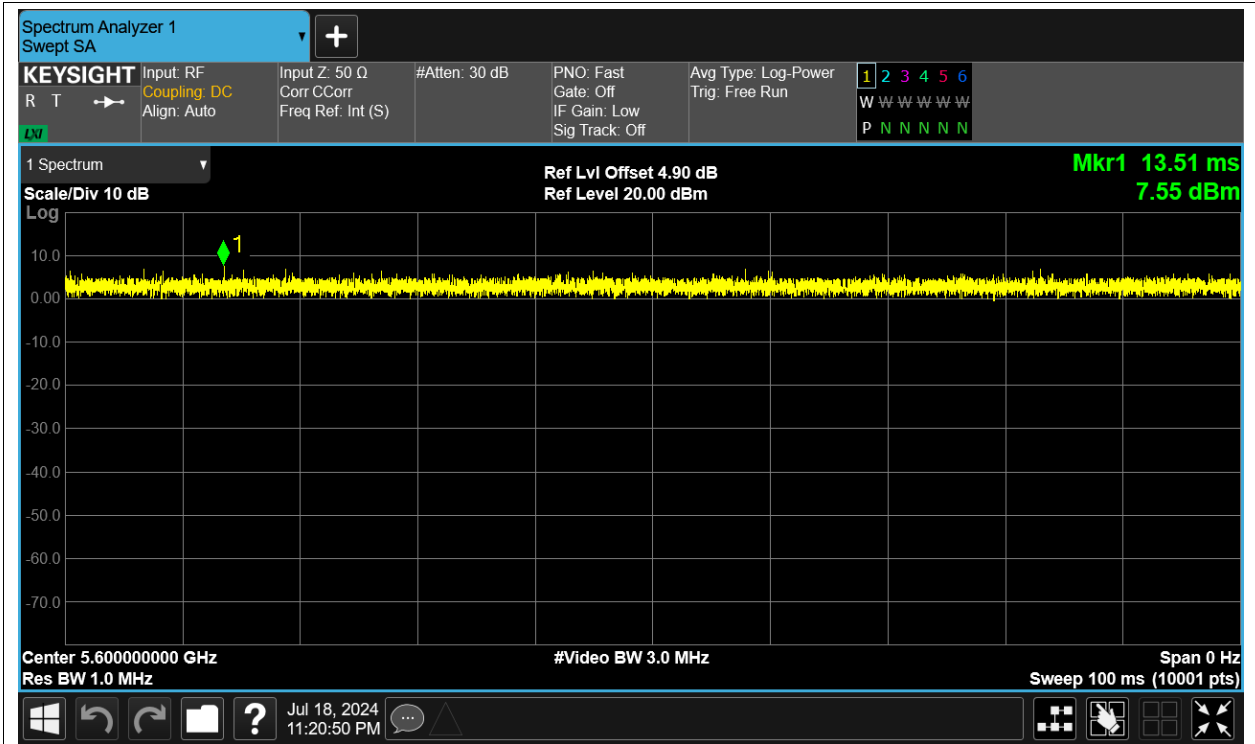 Spectrum Analyzer 1
Swept SA
KEYSIGHT
R T
LXI
Input: RF
Coupling: DC
Align: Auto
Input Z: 50 Ω
Corr CCorr
Freq Ref: Int (S)
#Atten: 30 dB
PNO: Fast
Gate: Off
IF Gain: Low
Sig Track: Off
Avg Type: Log-Power
Trig: Free Run
1 2 3 4 5 6
W W W W W W
P N N N N N
1 Spectrum
Scale/Div 10 dB
Log
Ref Lvl Offset 4.90 dB
Ref Level 20.00 dBm
Mkr1 13.51 ms
7.55 dBm
1
10.0
0.00
-10.0
-20.0
-30.0
-40.0
-50.0
-60.0
-70.0
Center 5.600000000 GHz
Res BW 1.0 MHz
#Video BW 3.0 MHz
Span 0 Hz
Sweep 100 ms (10001 pts)
?
Jul 18, 2024
11:20:50 PM